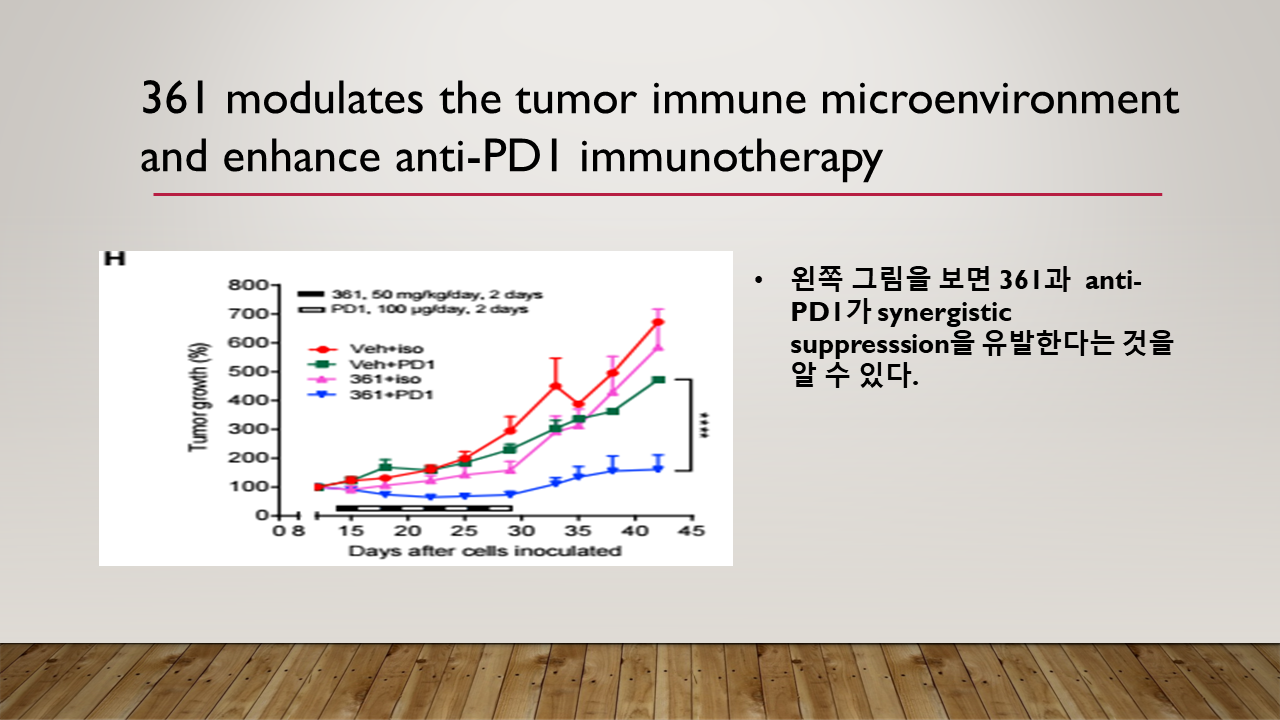 361 modulates the tumor immune microenvironment
and enhance anti-PD1 immunotherapy
H
800
700
600
500
400
300
200
100
0
Tumor growth (%)
361, 50 mg/kg/day, 2 days
PD1, 100 μg/day, 2 days
Veh+iso
Veh+PD1
361+iso
361+PD1
****
0 8 15 20 25 30 35 40 45
Days after cells inoculated
• 왼쪽 그림을 보면 361과 anti-
PD1가 synergistic
suppresssion을 유발한다는 것을
알 수 있다.